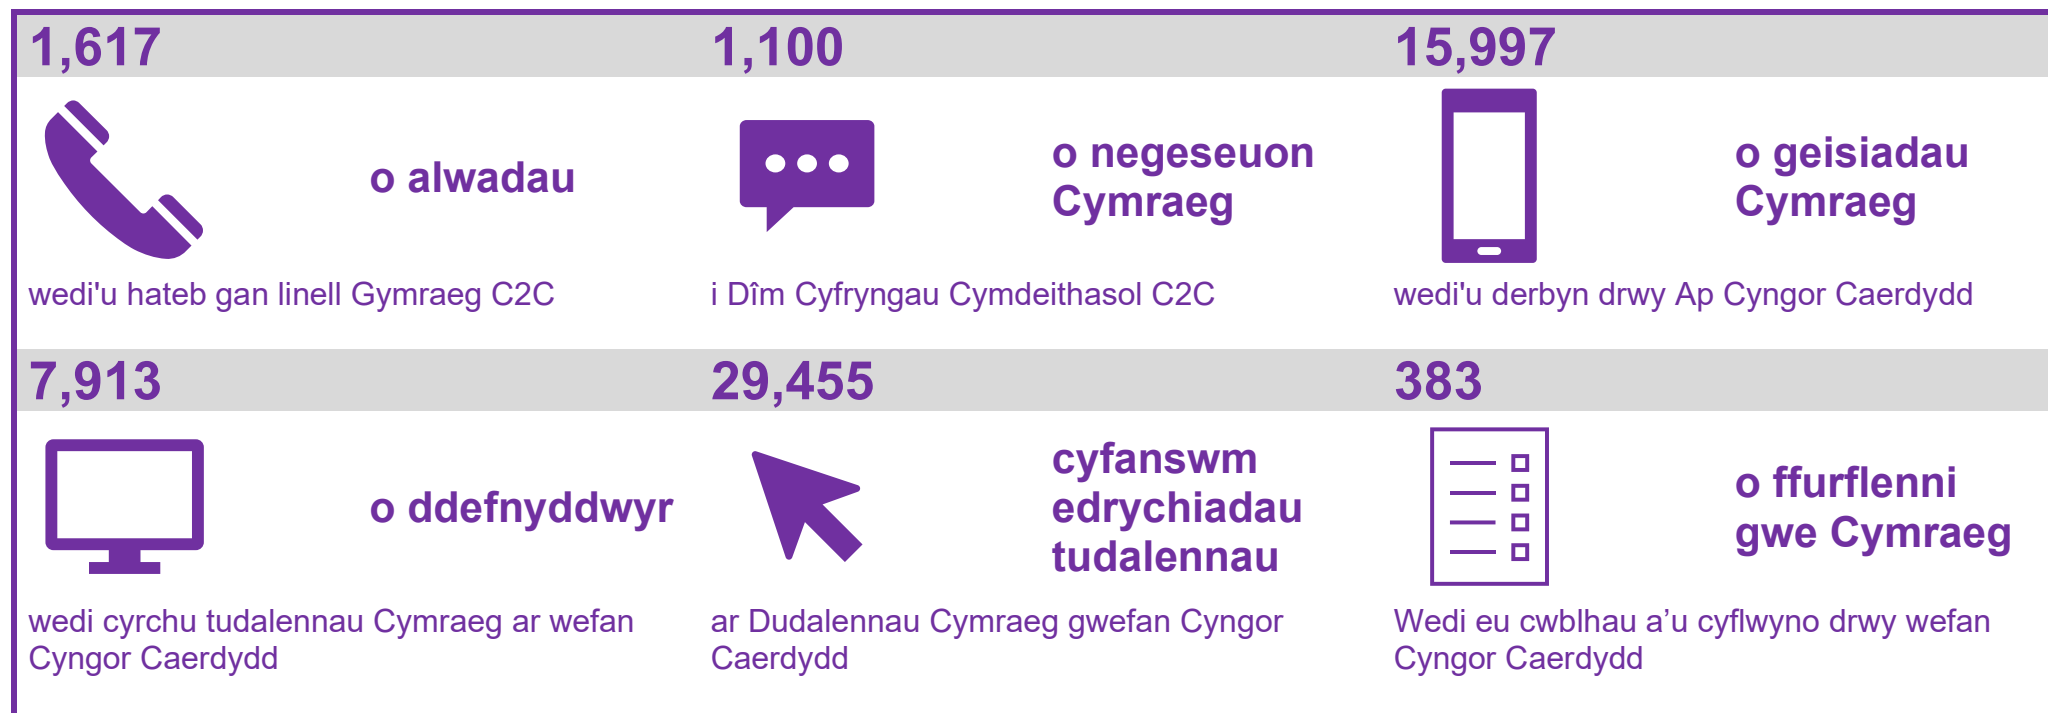 1,617
o alwadau
wedi'u hateb gan linell Gymraeg C2C
1,100
o negeseuon
Cymraeg
i Dîm Cyfryngau Cymdeithasol C2C
15,997
o geisiadau
Cymraeg
wedi'u derbyn drwy Ap Cyngor Caerdydd
7,913
o ddefnyddwyr
wedi cyrchu tudalennau Cymraeg ar wefan
Cyngor Caerdydd
29,455
cyfanswm
edrychiadau
tudalennau
ar Dudalennau Cymraeg gwefan Cyngor
Caerdydd
383
o ffurflenni
gwe Cymraeg
Wedi eu cwblhau a’u cyflwyno drwy wefan
Cyngor Caerdydd